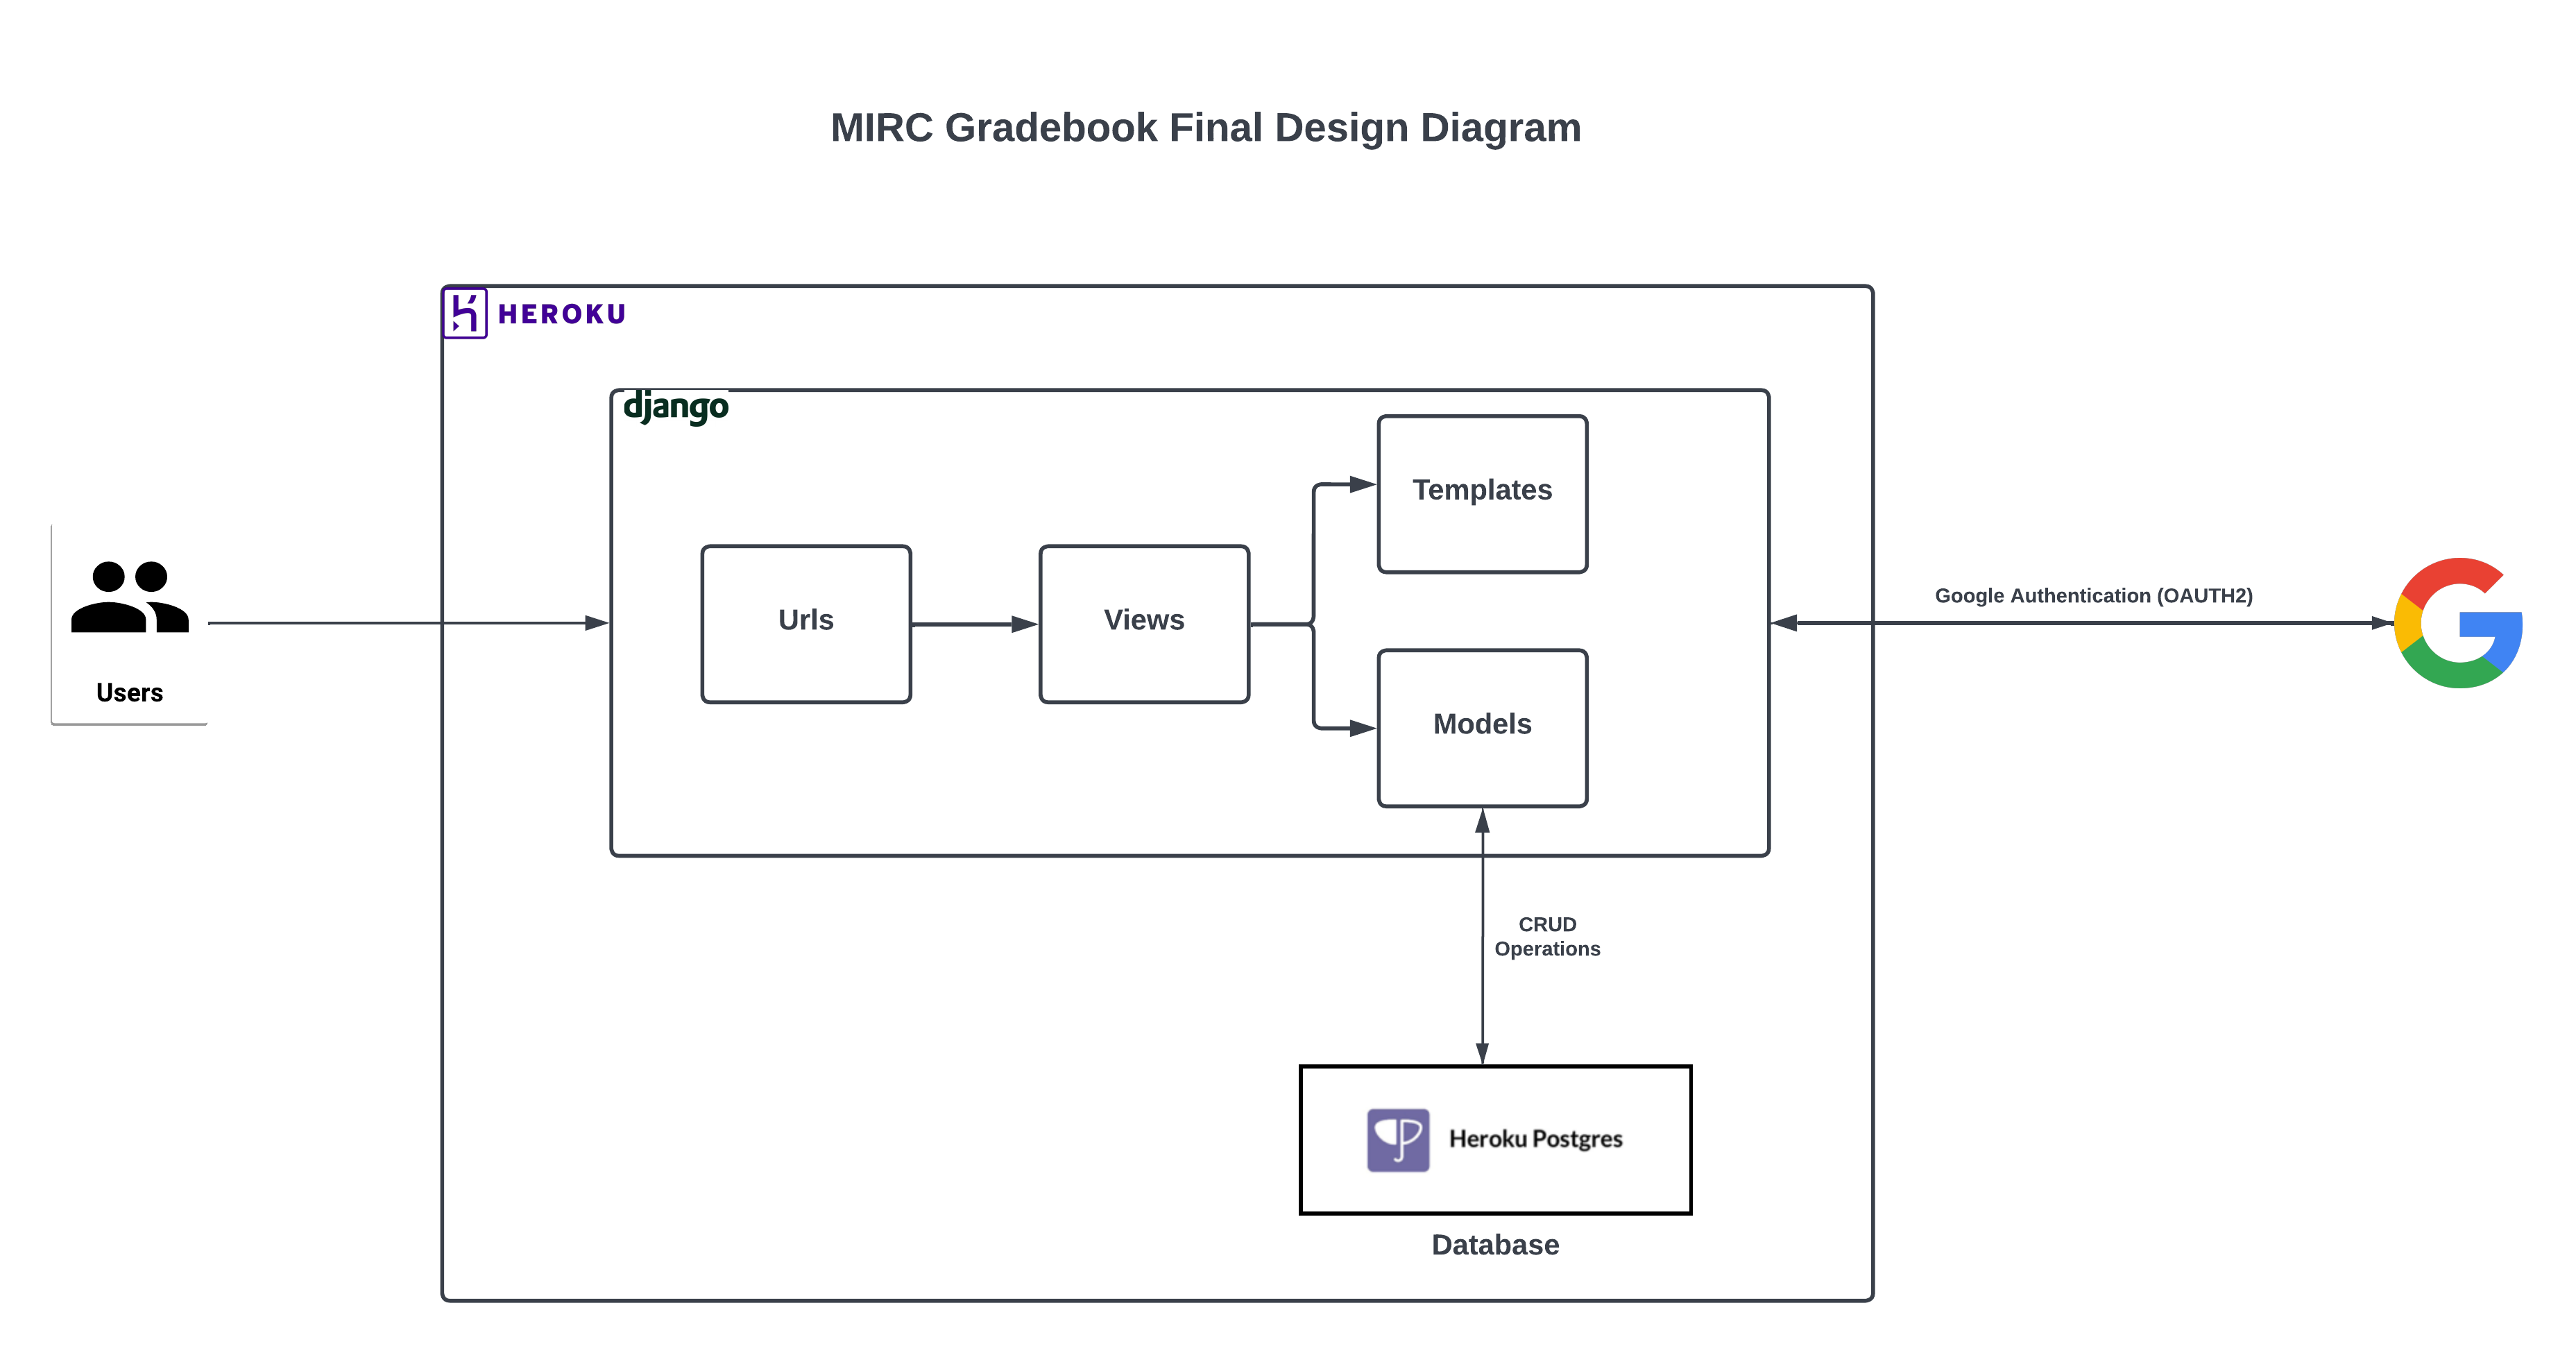 MIRC Gradebook Final Design Diagram
HEROKU
django
Templates
Urls
Views
Models
Users
Google Authentication (OAUTH2)
CRUD
Operations
Heroku Postgres
Database